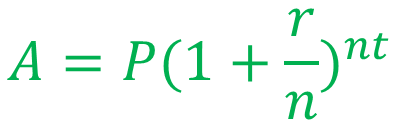 A = P(1 + r/n)^nt